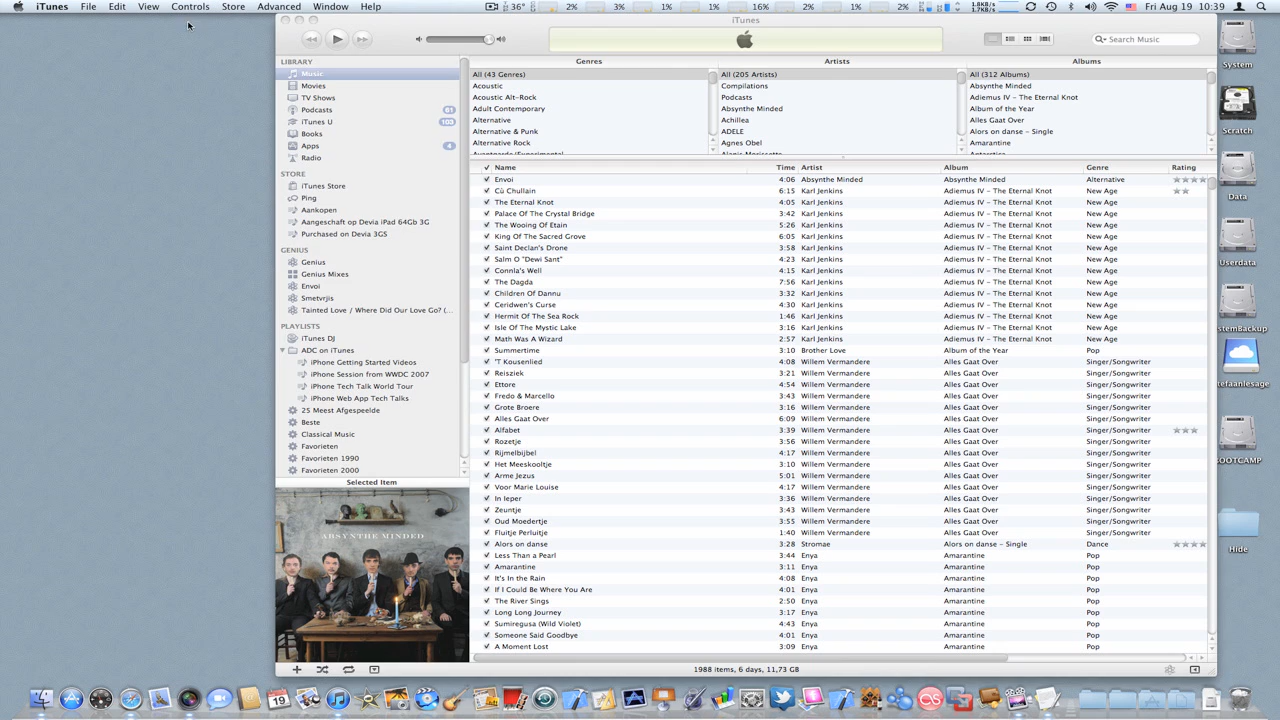 iTunes File Edit View Controls Store Advanced Window Help 36° 2% 3% 1% 1% 2% 2% 1% 2% 1.8KB/s 1.7KB/s Fri Aug 19 10:39
iTunes
Search Music
LIBRARY
Music
Movies
TV Shows
Podcasts 61
iTunes U 103
Books
Apps 4
Radio
STORE
iTunes Store
Ping
Aankopen
Aangeschaft op Devia iPad 64Gb 3G
Purchased on Devia 3GS
GENIUS
Genius
Genius Mixes
Envoi
Smetvrjis
Tainted Love / Where Did Our Love Go? (...
PLAYLISTS
iTunes DJ
ADC on iTunes
iPhone Getting Started Videos
iPhone Session from WWDC 2007
iPhone Tech Talk World Tour
iPhone Web App Tech Talks
25 Meest Afgespeelde
Beste
Classical Music
Favorieten
Favorieten 1990
Favorieten 2000
Selected Item
ABSYNTHE MINDED
Genres Artists Albums
All (43 Genres) All (205 Artists) All (312 Albums)
Acoustic Compilations Absynthe Minded
Acoustic Alt-Rock Podcasts Adiemus IV - The Eternal Knot
Adult Contemporary Absynthe Minded Album of the Year
Alternative Achillea Alles Gaat Over
Alternative & Punk ADELE Alors on danse - Single
Alternative Rock Agnes Obel Amarantine
Name Time Artist Album Genre Rating
Envoi 4:06 Absynthe Minded Absynthe Minded Alternative ★★★★
Cú Chullain 6:15 Karl Jenkins Adiemus IV - The Eternal Knot New Age ★★
The Eternal Knot 4:05 Karl Jenkins Adiemus IV - The Eternal Knot New Age
Palace Of The Crystal Bridge 3:42 Karl Jenkins Adiemus IV - The Eternal Knot New Age
The Wooing Of Etain 5:26 Karl Jenkins Adiemus IV - The Eternal Knot New Age
King Of The Sacred Grove 6:05 Karl Jenkins Adiemus IV - The Eternal Knot New Age
Saint Declan's Drone 3:58 Karl Jenkins Adiemus IV - The Eternal Knot New Age
Salm O "Dewi Sant" 4:23 Karl Jenkins Adiemus IV - The Eternal Knot New Age
Connla's Well 4:15 Karl Jenkins Adiemus IV - The Eternal Knot New Age
The Dagda 7:56 Karl Jenkins Adiemus IV - The Eternal Knot New Age
Children Of Dannu 3:32 Karl Jenkins Adiemus IV - The Eternal Knot New Age
Ceridwen's Curse 4:30 Karl Jenkins Adiemus IV - The Eternal Knot New Age
Hermit Of The Sea Rock 1:46 Karl Jenkins Adiemus IV - The Eternal Knot New Age
Isle Of The Mystic Lake 3:16 Karl Jenkins Adiemus IV - The Eternal Knot New Age
Math Was A Wizard 2:57 Karl Jenkins Adiemus IV - The Eternal Knot New Age
Summertime 3:10 Brother Love Album of the Year Pop
'T Kousenlied 4:08 Willem Vermandere Alles Gaat Over Singer/Songwriter
Reisziek 3:21 Willem Vermandere Alles Gaat Over Singer/Songwriter
Ettore 4:54 Willem Vermandere Alles Gaat Over Singer/Songwriter
Fredo & Marcello 3:43 Willem Vermandere Alles Gaat Over Singer/Songwriter
Grote Broere 3:16 Willem Vermandere Alles Gaat Over Singer/Songwriter
Alles Gaat Over 6:09 Willem Vermandere Alles Gaat Over Singer/Songwriter
Alfabet 3:39 Willem Vermandere Alles Gaat Over Singer/Songwriter ★★★
Rozetje 3:56 Willem Vermandere Alles Gaat Over Singer/Songwriter
Rijmelbijbel 4:17 Willem Vermandere Alles Gaat Over Singer/Songwriter
Het Meeskooltje 3:10 Willem Vermandere Alles Gaat Over Singer/Songwriter
Arme Jezus 5:01 Willem Vermandere Alles Gaat Over Singer/Songwriter
Voor Marie Louise 4:17 Willem Vermandere Alles Gaat Over Singer/Songwriter
In Ieper 3:36 Willem Vermandere Alles Gaat Over Singer/Songwriter
Zeuntje 3:43 Willem Vermandere Alles Gaat Over Singer/Songwriter
Oud Moedertje 3:55 Willem Vermandere Alles Gaat Over Singer/Songwriter
Fluitje Perluitje 1:40 Willem Vermandere Alles Gaat Over Singer/Songwriter
Alors on danse 3:28 Stromae Alors on danse - Single Dance ★★★★
Less Than a Pearl 3:44 Enya Amarantine Pop
Amarantine 3:11 Enya Amarantine Pop
It's In the Rain 4:08 Enya Amarantine Pop
If I Could Be Where You Are 4:01 Enya Amarantine Pop
The River Sings 2:50 Enya Amarantine Pop
Long Long Journey 3:17 Enya Amarantine Pop
Sumiregusa (Wild Violet) 4:43 Enya Amarantine Pop
Someone Said Goodbye 4:01 Enya Amarantine Pop
A Moment Lost 3:09 Enya Amarantine Pop
1988 items, 6 days, 11,73 GB
System
Scratch
Data
Userdata
stemBackup
tefaanlesage
OOTCAMP
Hide
19